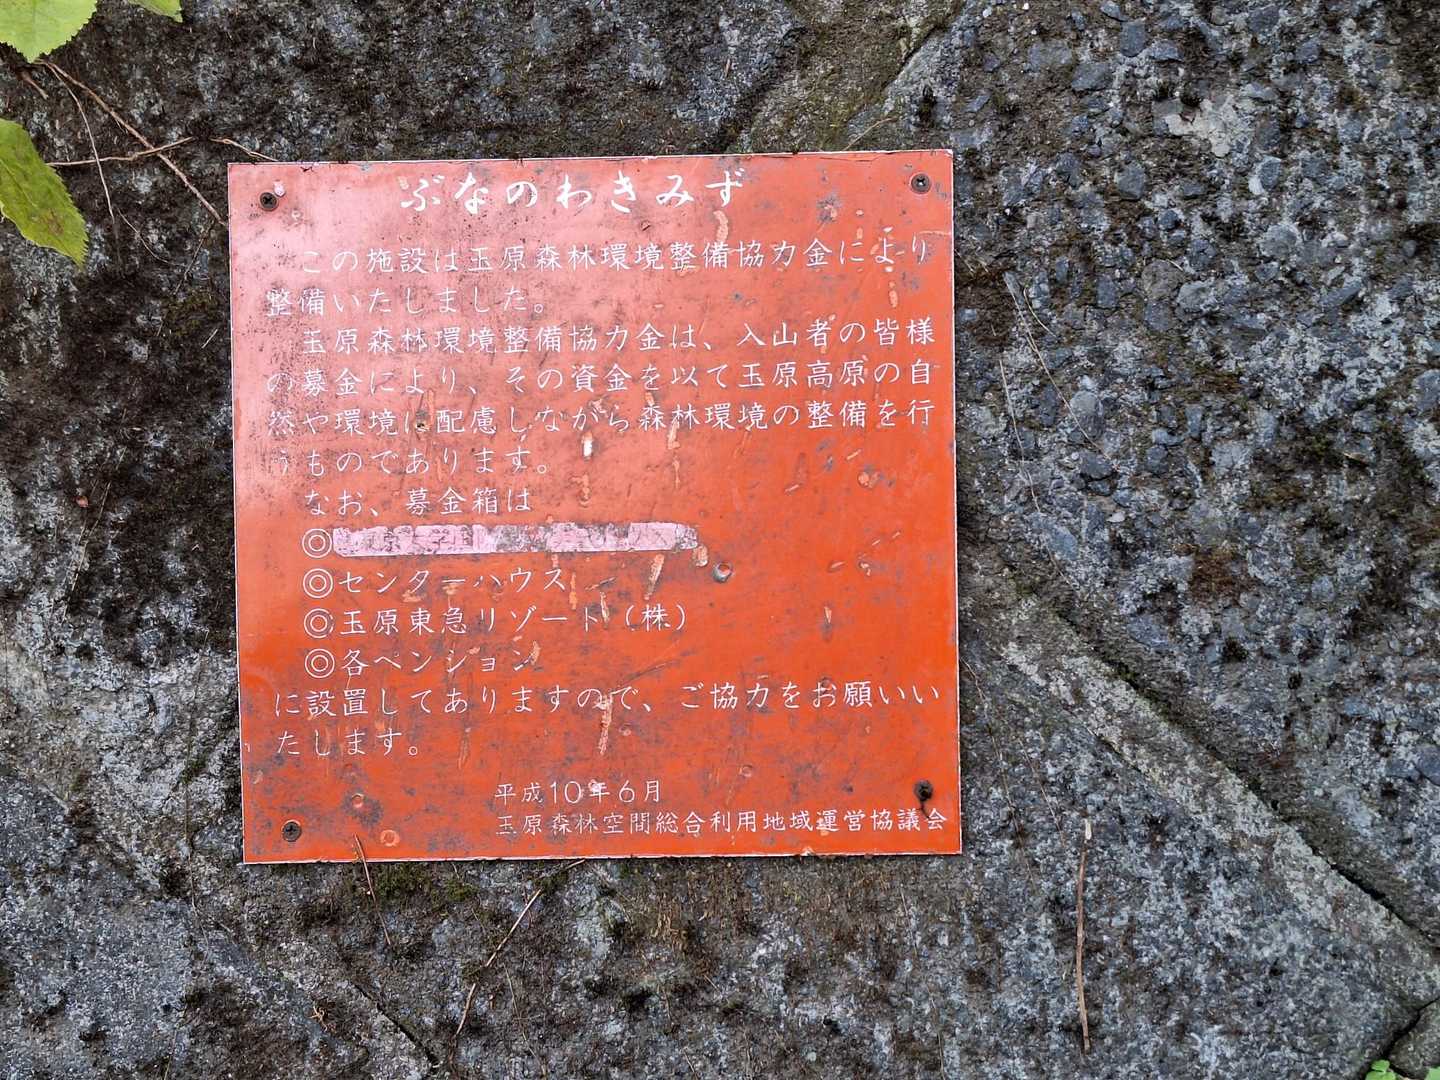 ぶなのわきみず
この施設は玉原森林環境整備協力金により
整備いたしました。
玉原森林環境整備協力金は、入山者の皆様
の募金により、その資金を以て玉原高原の自
然や環境に配慮しながら森林環境の整備を行
うものであります。
なお、募金箱は
◎
◎センターハウス
◎玉原東急リゾート(株)
◎各ペンション
に設置してありますので、ご協力をお願いい
たします。
平成10年6月
玉原森林空間総合利用地域運営協議会